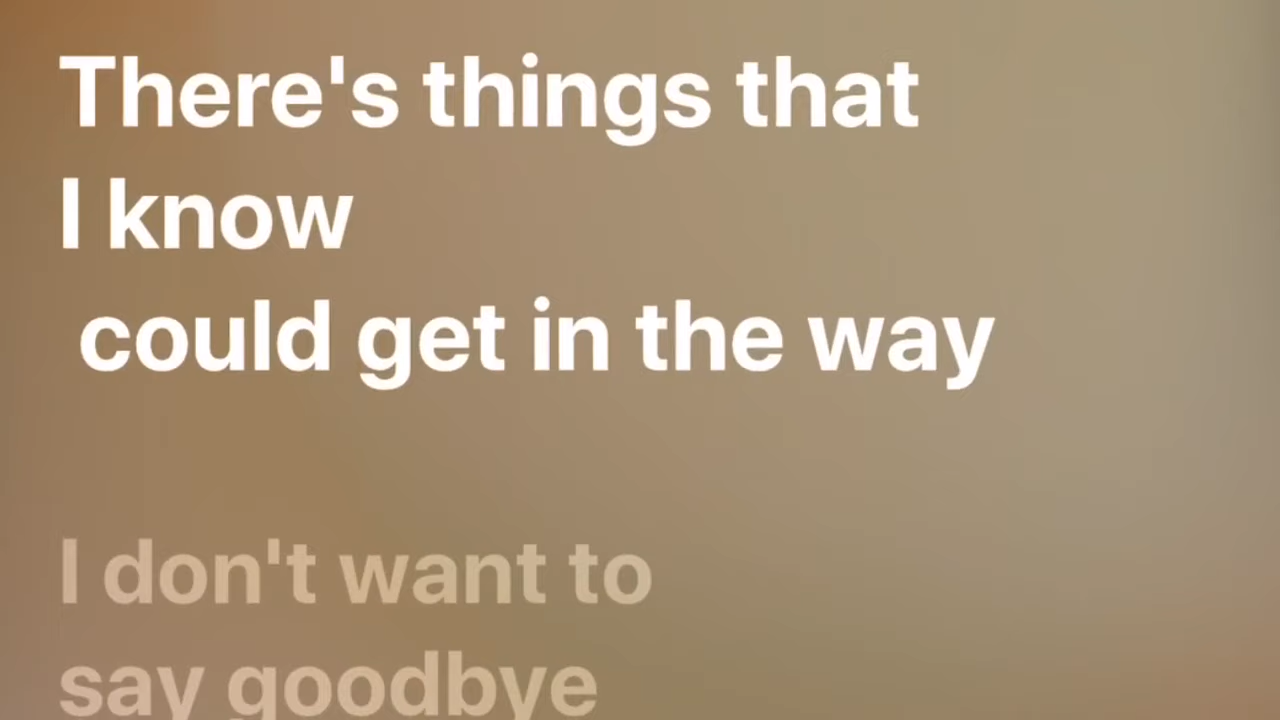 There's things that
I know
could get in the way
I don't want to
say goodbye